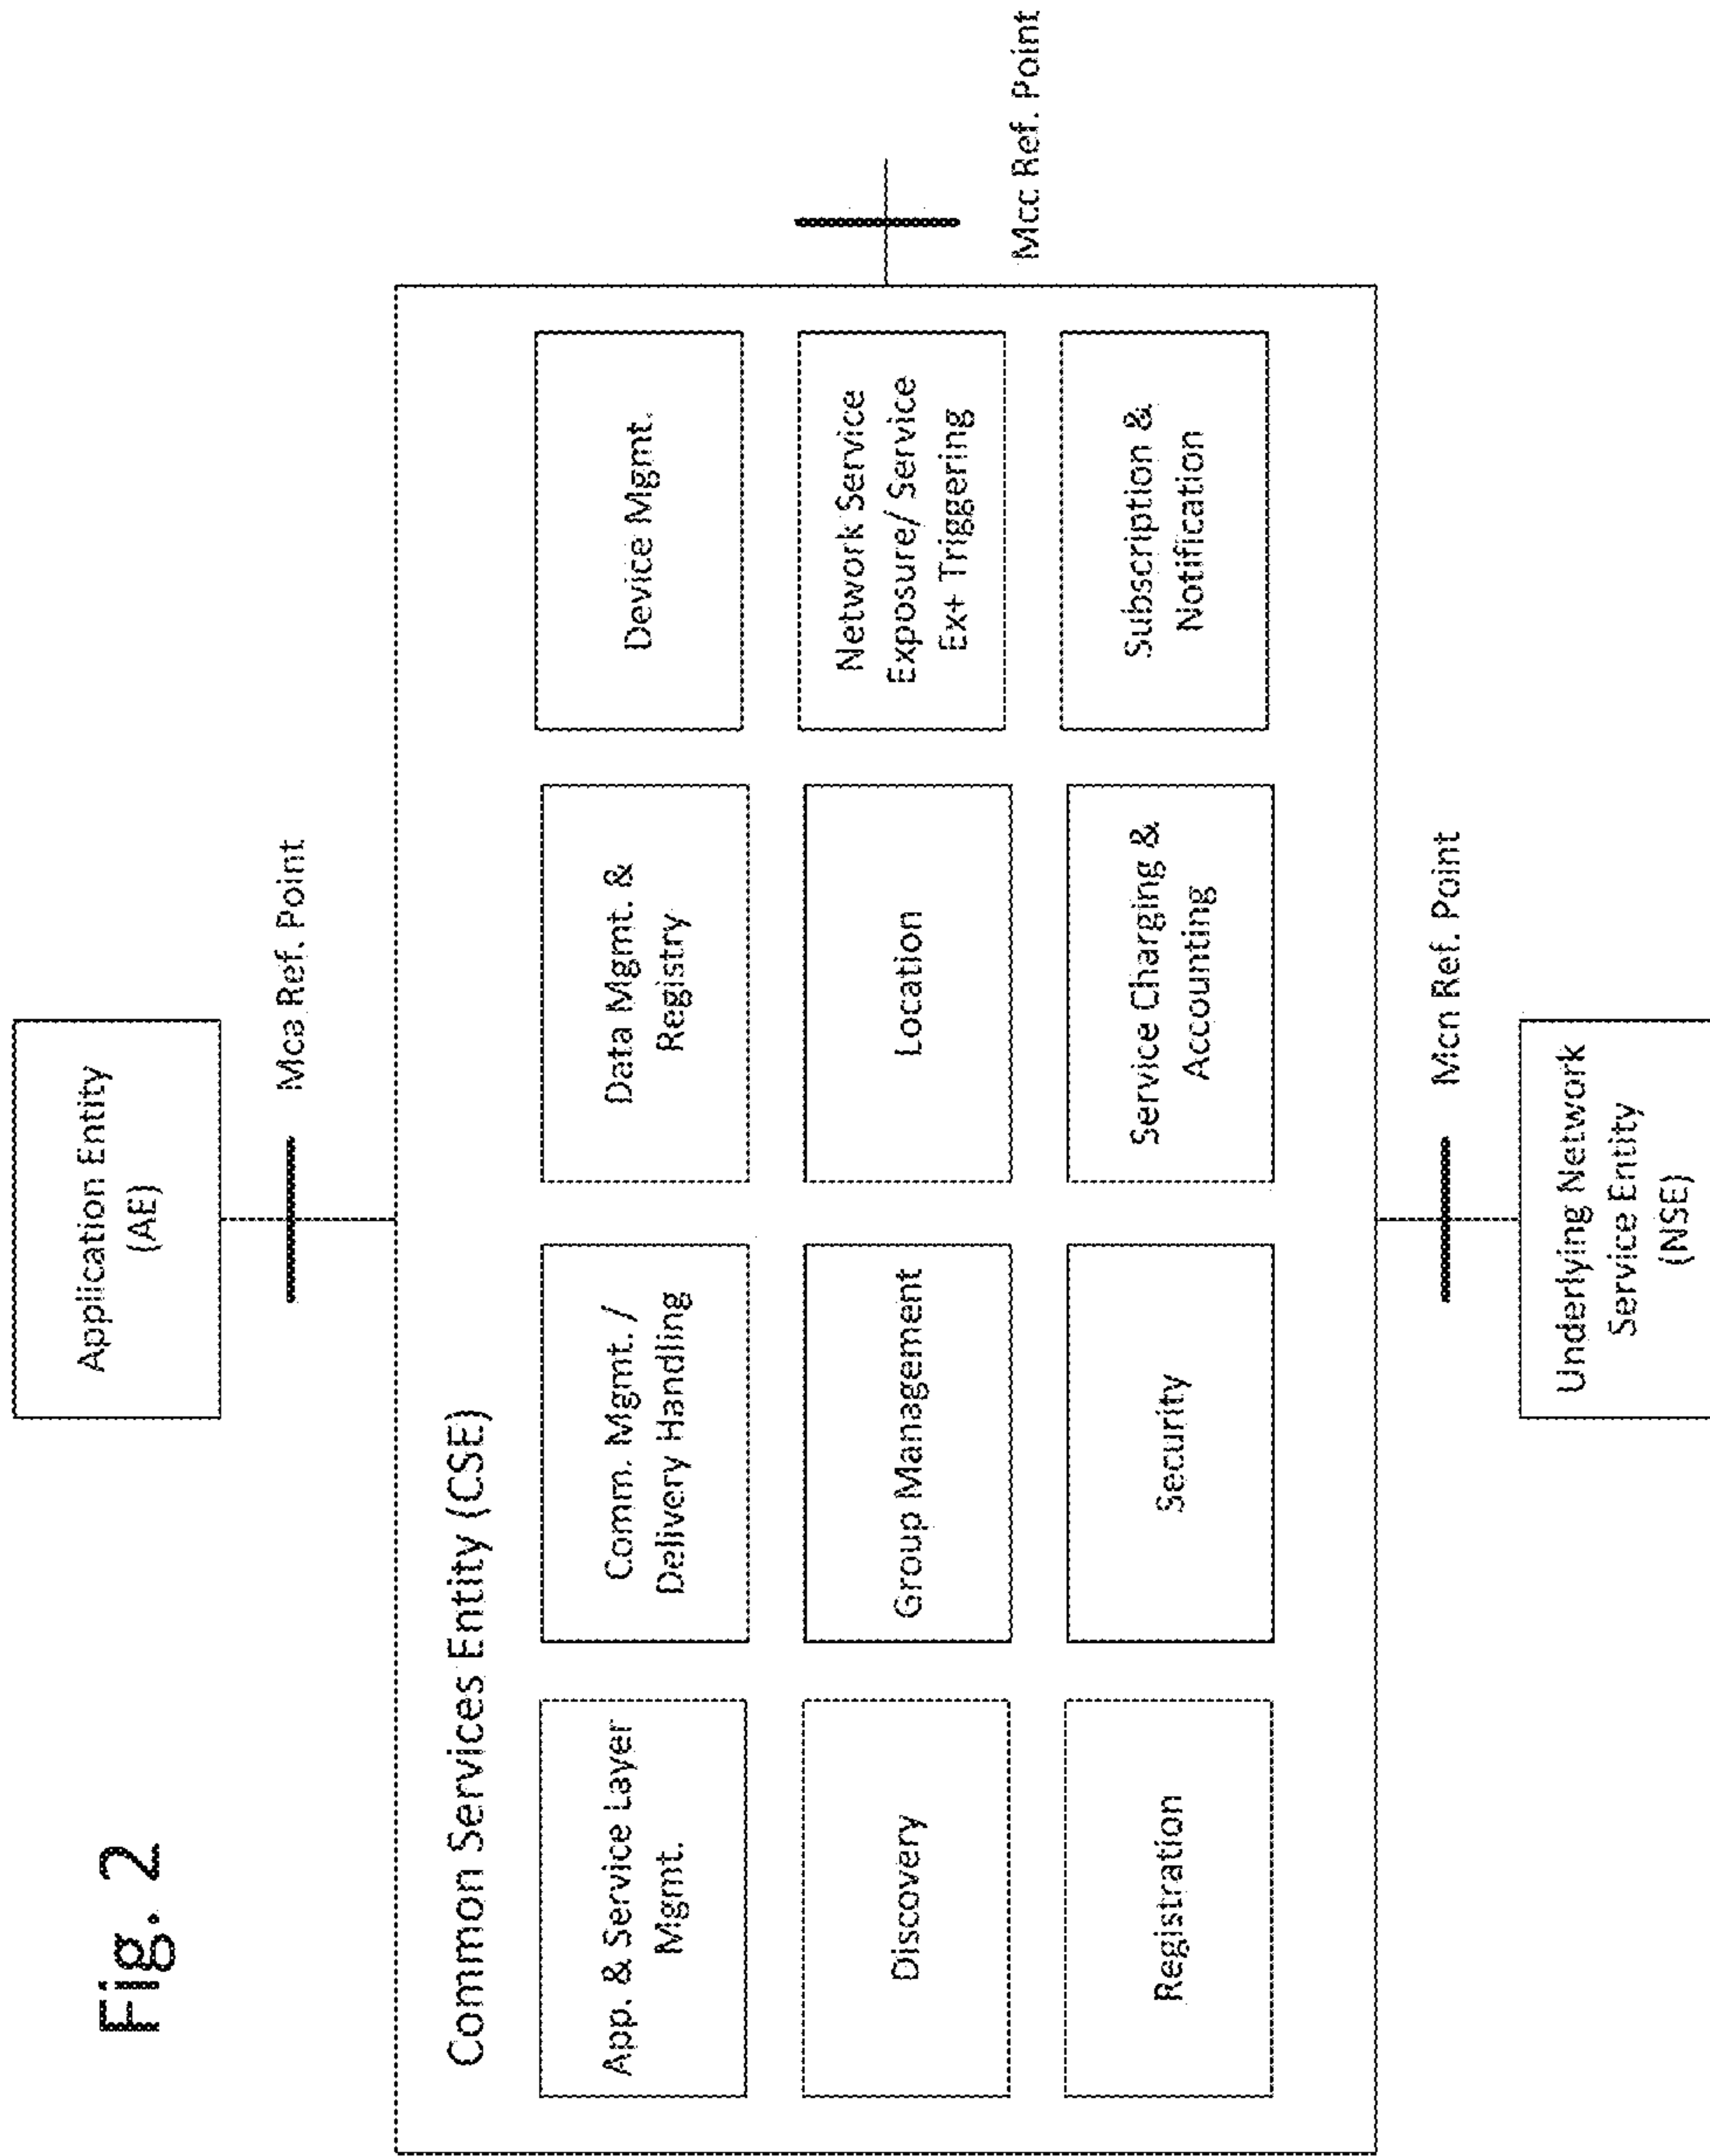 Fig. 2
Application Entity
(AE)
Mca Ref. Point
Common Services Entity (CSE)
App. & Service Layer
Mgmt.
Comm. Mgmt. /
Delivery Handling
Data Mgmt. &
Registry
Device Mgmt.
Discovery
Group Management
Location
Network Service
Exposure/ Service
Ex+ Triggering
Registration
Security
Service Charging &
Accounting
Subscription &
Notification
Mcc Ref. Point
Mcn Ref. Point
Underlying Network
Service Entity
(NSE)